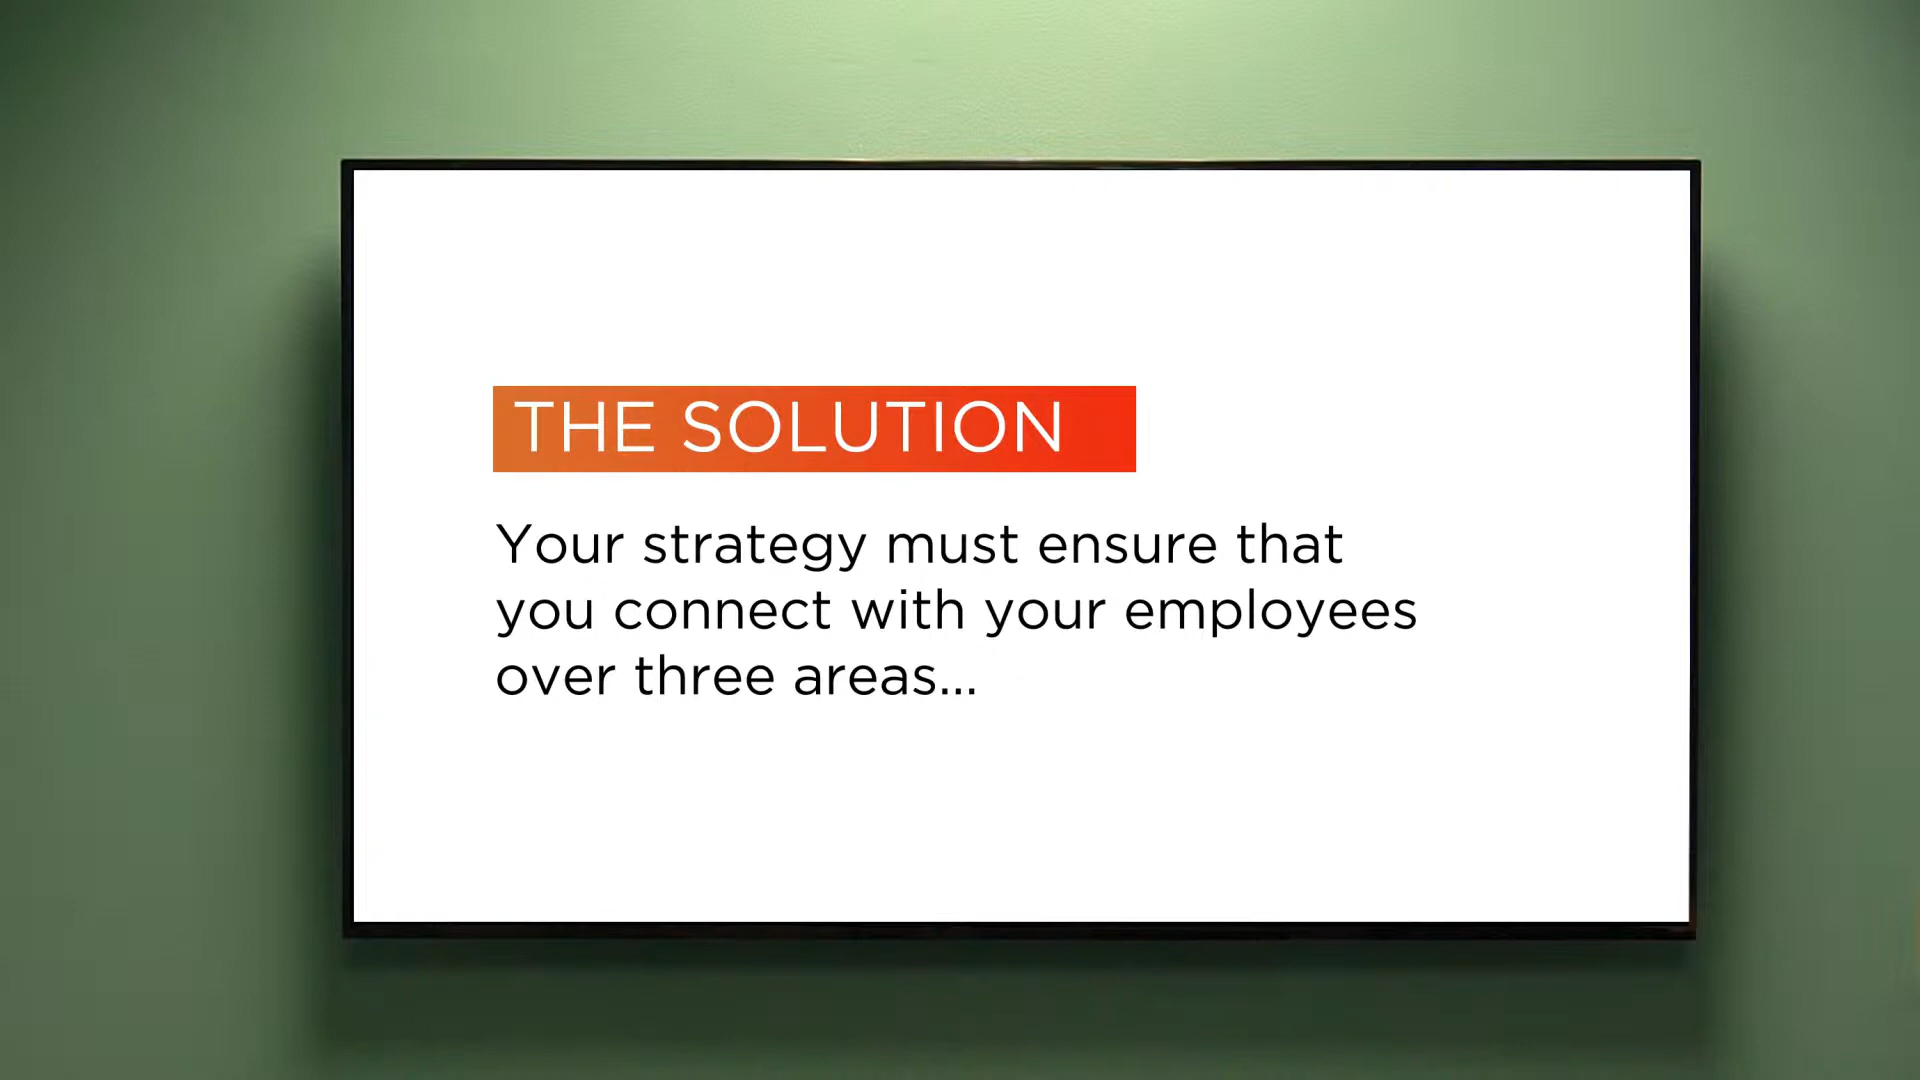 THE SOLUTION
Your strategy must ensure that
you connect with your employees
over three areas...